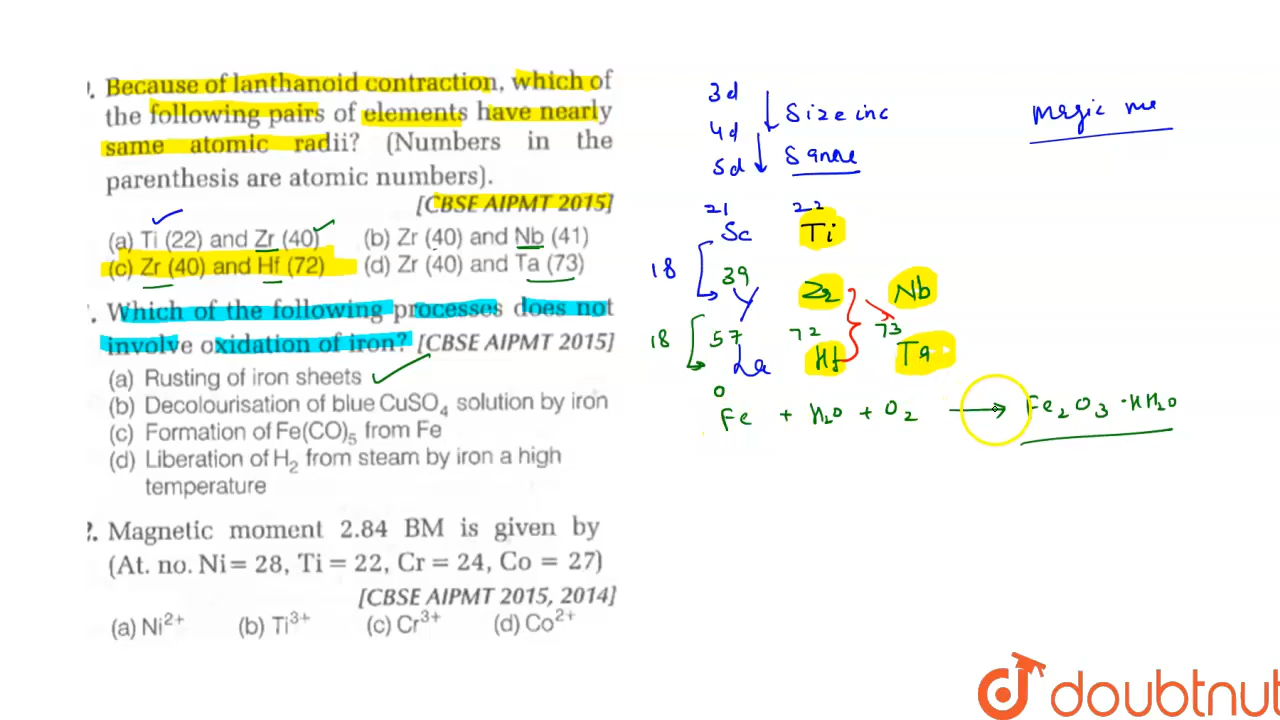 ). Because of lanthanoid contraction, which of
the following pairs of elements have nearly
same atomic radii? (Numbers in the
parenthesis are atomic numbers).
[CBSE AIPMT 2015]
(a) Ti (22) and Zr (40) (b) Zr (40) and Nb (41)
(c) Zr (40) and Hf (72) (d) Zr (40) and Ta (73)
. Which of the following processes does not
involve oxidation of iron? [CBSE AIPMT 2015]
(a) Rusting of iron sheets
(b) Decolourisation of blue CuSO₄ solution by iron
(c) Formation of Fe(CO)₅ from Fe
(d) Liberation of H₂ from steam by iron a high
temperature
2. Magnetic moment 2.84 BM is given by
(At. no. Ni = 28, Ti = 22, Cr = 24, Co = 27)
[CBSE AIPMT 2015, 2014]
(a) Ni²⁺ (b) Ti³⁺ (c) Cr³⁺ (d) Co²⁺
3d
4d
5d
Size inc
Same
21 22
Sc Ti
18 39
Y Zr Nb
18 57 72 73
La Hf Ta
0
Fe + H₂O + O₂ → Fe₂O₃·xH₂O
doubtnut